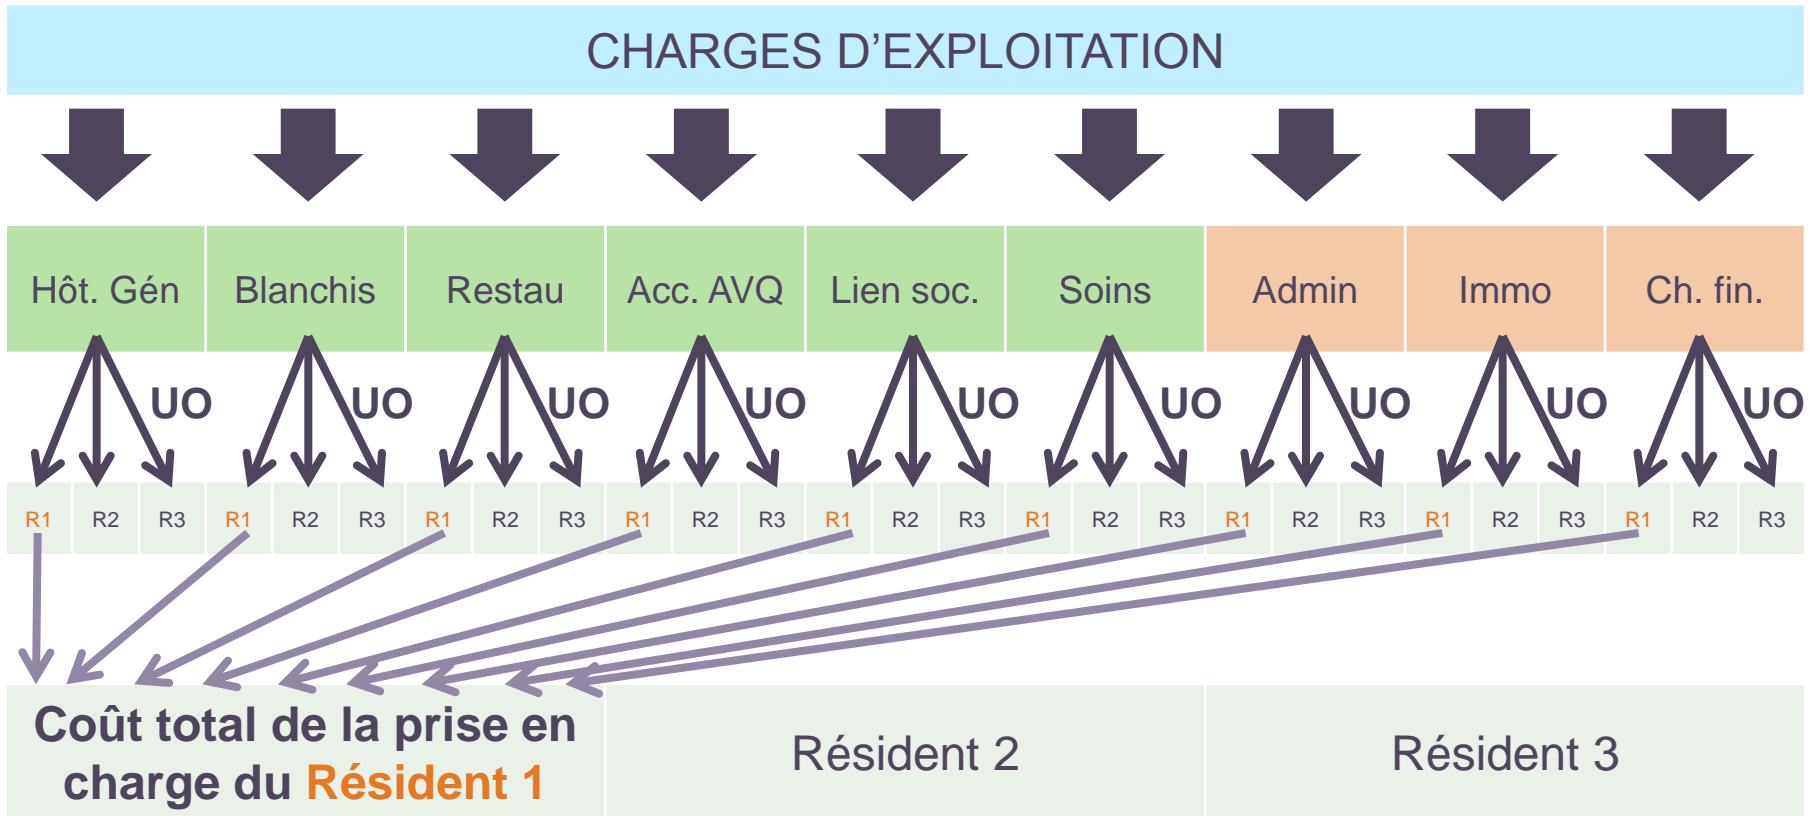 CHARGES D’EXPLOITATION
Hôt. Gén Blanchis Restau Acc. AVQ Lien soc. Soins Admin Immo Ch. fin.
UO UO UO UO UO UO UO UO UO
R1 R2 R3 R1 R2 R3 R1 R2 R3 R1 R2 R3 R1 R2 R3 R1 R2 R3 R1 R2 R3 R1 R2 R3 R1 R2 R3
Coût total de la prise en
charge du Résident 1
Résident 2
Résident 3